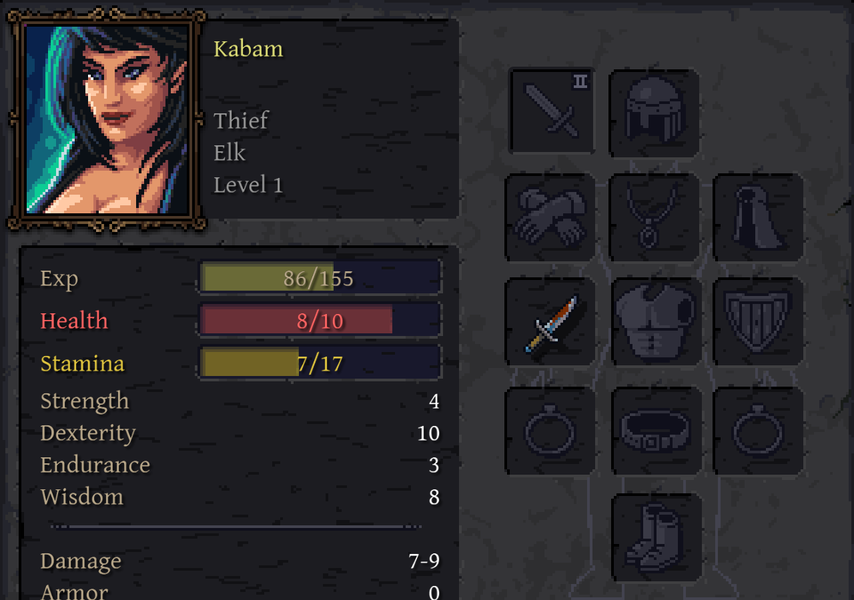 Kabam
Thief
Elk
Level 1
II
Exp 86/155
Health 8/10
Stamina 7/17
Strength 4
Dexterity 10
Endurance 3
Wisdom 8
Damage 7-9
Armor 0